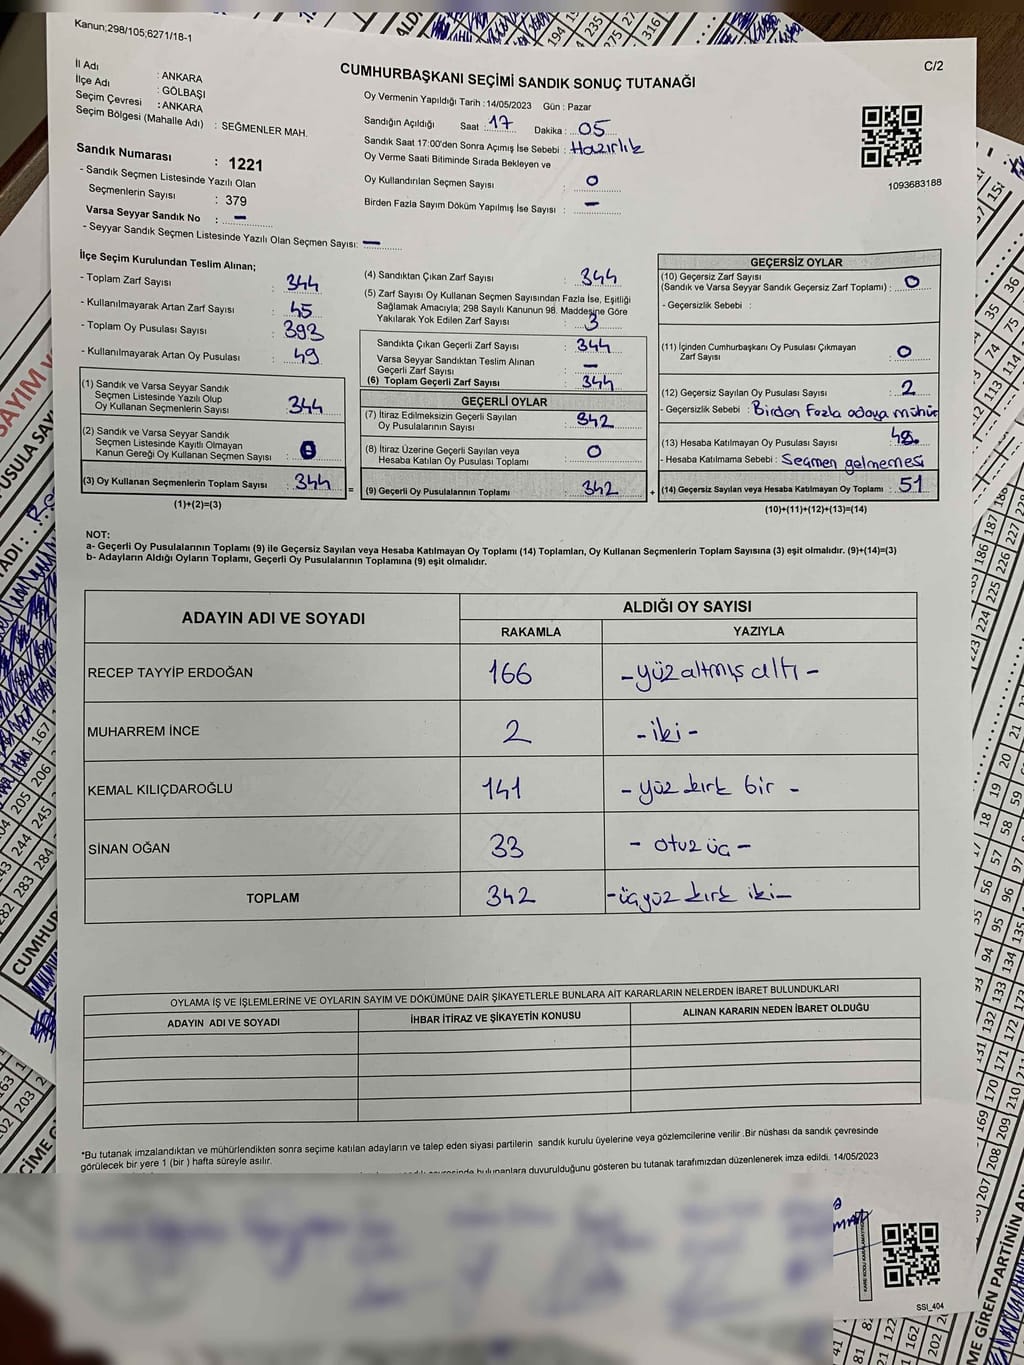 Kanun;298/105;6271/18-1
C/2
CUMHURBAŞKANI SEÇİMİ SANDIK SONUÇ TUTANAĞI
İl Adı : ANKARA
İlçe Adı : GÖLBAŞI
Seçim Çevresi : ANKARA
Seçim Bölgesi (Mahalle Adı) : SEĞMENLER MAH.
Sandık Numarası : 1221
- Sandık Seçmen Listesinde Yazılı Olan
Seçmenlerin Sayısı : 379
Varsa Seyyar Sandık No : –
- Seyyar Sandık Seçmen Listesinde Yazılı Olan Seçmen Sayısı: –
Oy Vermenin Yapıldığı Tarih : 14/05/2023 Gün : Pazar
Sandığın Açıldığı Saat : 17 Dakika : 05
Sandık Saat 17:00'den Sonra Açımış İse Sebebi : Hazırlık
Oy Verme Saati Bitiminde Sırada Bekleyen ve
Oy Kullandırılan Seçmen Sayısı : 0
Birden Fazla Sayım Döküm Yapılmış İse Sayısı : –
1093683188
İlçe Seçim Kurulundan Teslim Alınan;
- Toplam Zarf Sayısı : 344
- Kullanılmayarak Artan Zarf Sayısı : 45
- Toplam Oy Pusulası Sayısı : 393
- Kullanılmayarak Artan Oy Pusulası : 49
(1) Sandık ve Varsa Seyyar Sandık
Seçmen Listesinde Yazılı Olup
Oy Kullanan Seçmenlerin Sayısı : 344
(2) Sandık ve Varsa Seyyar Sandık
Seçmen Listesinde Kayıtlı Olmayan
Kanun Gereği Oy Kullanan Seçmen Sayısı : 0
(3) Oy Kullanan Seçmenlerin Toplam Sayısı : 344
(1)+(2)=(3)
=
(4) Sandıktan Çıkan Zarf Sayısı : 344
(5) Zarf Sayısı Oy Kullanan Seçmen Sayısından Fazla İse, Eşitliği
Sağlamak Amacıyla; 298 Sayılı Kanunun 98. Maddesine Göre
Yakılarak Yok Edilen Zarf Sayısı : 3
Sandıkta Çıkan Geçerli Zarf Sayısı : 344
Varsa Seyyar Sandıktan Teslim Alınan
Geçerli Zarf Sayısı : –
(6) Toplam Geçerli Zarf Sayısı : 344
GEÇERLİ OYLAR
(7) İtiraz Edilmeksizin Geçerli Sayılan
Oy Pusulalarının Sayısı : 342
(8) İtiraz Üzerine Geçerli Sayılan veya
Hesaba Katılan Oy Pusulası Toplamı : 0
(9) Geçerli Oy Pusulalarının Toplamı : 342
+
GEÇERSİZ OYLAR
(10) Geçersiz Zarf Sayısı
(Sandık ve Varsa Seyyar Sandık Geçersiz Zarf Toplamı) : 0
- Geçersizlik Sebebi :
(11) İçinden Cumhurbaşkanı Oy Pusulası Çıkmayan
Zarf Sayısı : 0
(12) Geçersiz Sayılan Oy Pusulası Sayısı : 2
- Geçersizlik Sebebi : Birden Fazla adaya mühür
(13) Hesaba Katılmayan Oy Pusulası Sayısı
- Hesaba Katılmama Sebebi : Seçmen gelmemesi
(14) Geçersiz Sayılan veya Hesaba Katılmayan Oy Toplamı : 51
(10)+(11)+(12)+(13)=(14)
NOT:
a- Geçerli Oy Pusulalarının Toplamı (9) ile Geçersiz Sayılan veya Hesaba Katılmayan Oy Toplamı (14) Toplamları, Oy Kullanan Seçmenlerin Toplam Sayısına (3) eşit olmalıdır. (9)+(14)=(3)
b- Adayların Aldığı Oyların Toplamı, Geçerli Oy Pusulalarının Toplamına (9) eşit olmalıdır.
ADAYIN ADI VE SOYADI ALDIĞI OY SAYISI
RAKAMLA YAZIYLA
RECEP TAYYİP ERDOĞAN 166 –yüz altmış altı–
MUHARREM İNCE 2 –iki–
KEMAL KILIÇDAROĞLU 141 –yüz kırk bir–
SİNAN OĞAN 33 –otuz üç–
TOPLAM 342 –üçyüz kırk iki–
OYLAMA İŞ VE İŞLEMLERİNE VE OYLARIN SAYIM VE DÖKÜMÜNE DAİR ŞİKAYETLERLE BUNLARA AİT KARARLARIN NELERDEN İBARET BULUNDUKLARI
ADAYIN ADI VE SOYADI İHBAR İTİRAZ VE ŞİKAYETİN KONUSU ALINAN KARARIN NEDEN İBARET OLDUĞU
*Bu tutanak imzalandıktan ve mühürlendikten sonra seçime katılan adayların ve talep eden siyasi partilerin sandık kurulu üyelerine veya gözlemcilerine verilir .Bir nüshası da sandık çevresinde
görülecek bir yere 1 (bir ) hafta süreyle asılır.
bulunanlara duyurulduğunu gösteren bu tutanak tarafımızdan düzenlenerek imza edildi. 14/05/2023
SSI_404